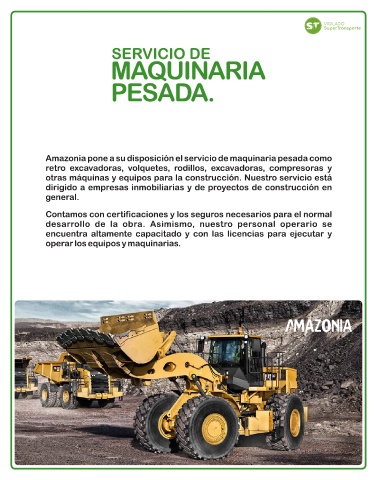 ST VIGILADO
SuperTransporte
SERVICIO DE
MAQUINARIA
PESADA.
Amazonia pone a su disposición el servicio de maquinaria pesada como
retro excavadoras, volquetes, rodillos, excavadoras, compresoras y
otras máquinas y equipos para la construcción. Nuestro servicio está
dirigido a empresas inmobiliarias y de proyectos de construcción en
general.
Contamos con certificaciones y los seguros necesarios para el normal
desarrollo de la obra. Asimismo, nuestro personal operario se
encuentra altamente capacitado y con las licencias para ejecutar y
operar los equipos y maquinarias.
AMAZONIA